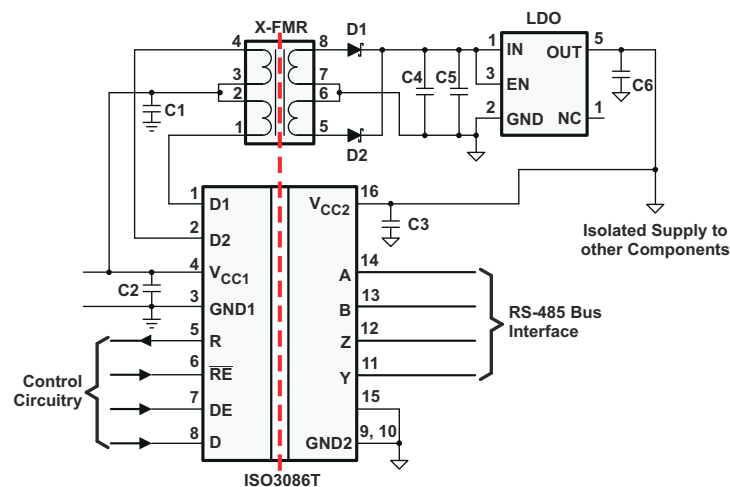 X-FMR
LDO
D1
4
8
1
IN
OUT
5
3
7
C4
C5
3
EN
C6
2
6
C1
2
GND
NC
1
1
5
D2
1
D1
VCC2
16
C3
2
D2
Isolated Supply to
other Components
4
VCC1
A
14
C2
3
GND1
B
13
RS-485 Bus
Interface
5
R
Z
12
6
RE
Y
11
Control
Circuitry
7
DE
15
8
D
GND2
9, 10
ISO3086T